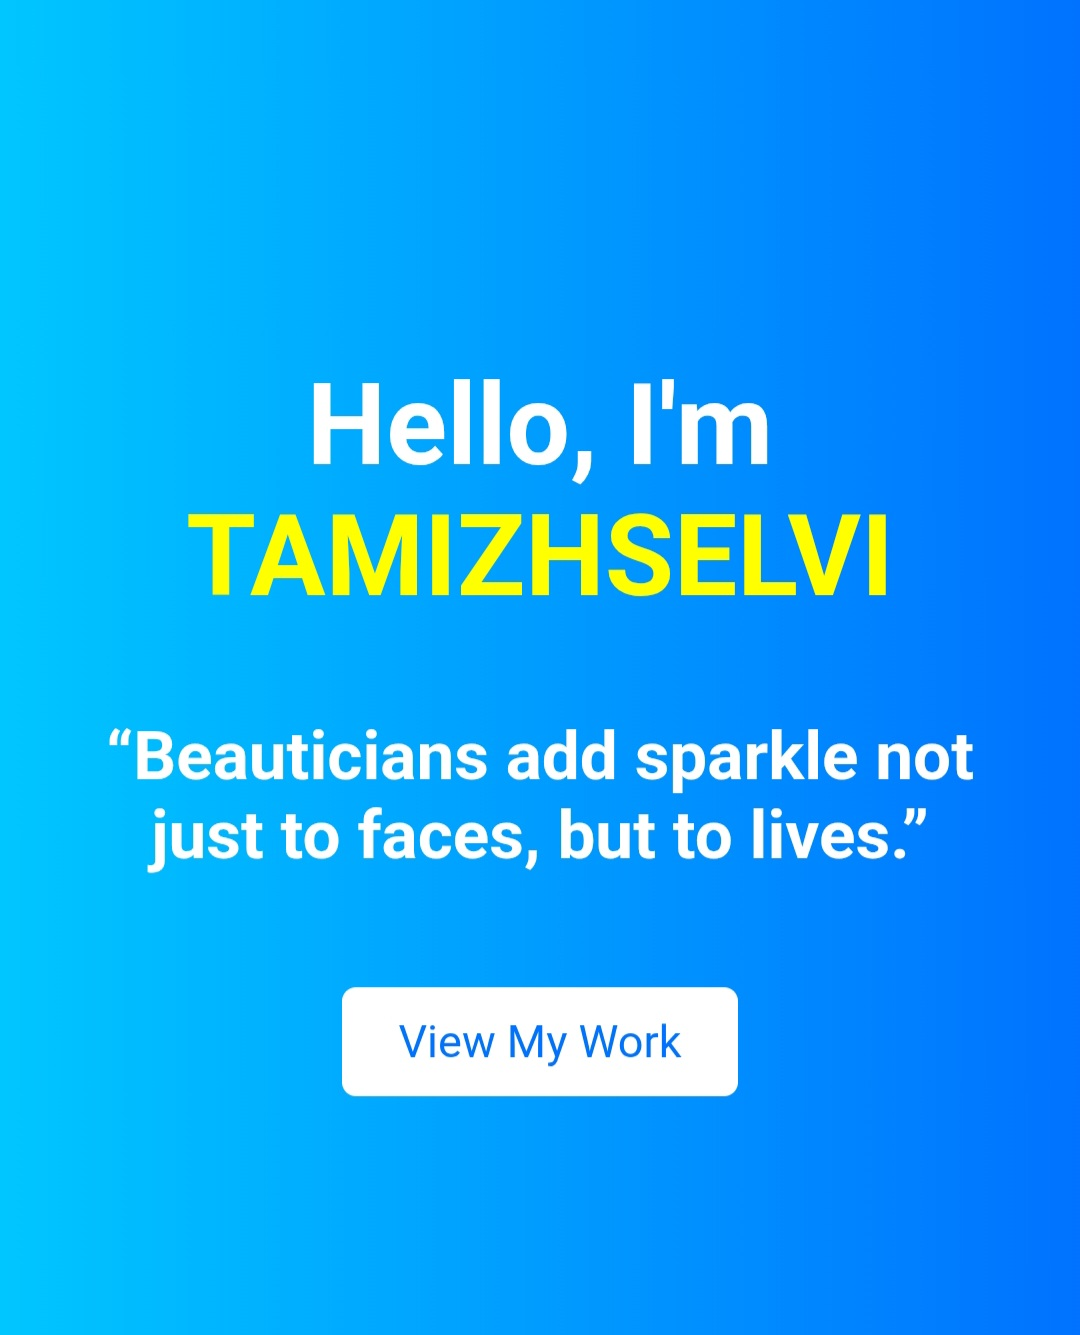 Hello, I'm
TAMIZHSELVI
“Beauticians add sparkle not
just to faces, but to lives.”
View My Work